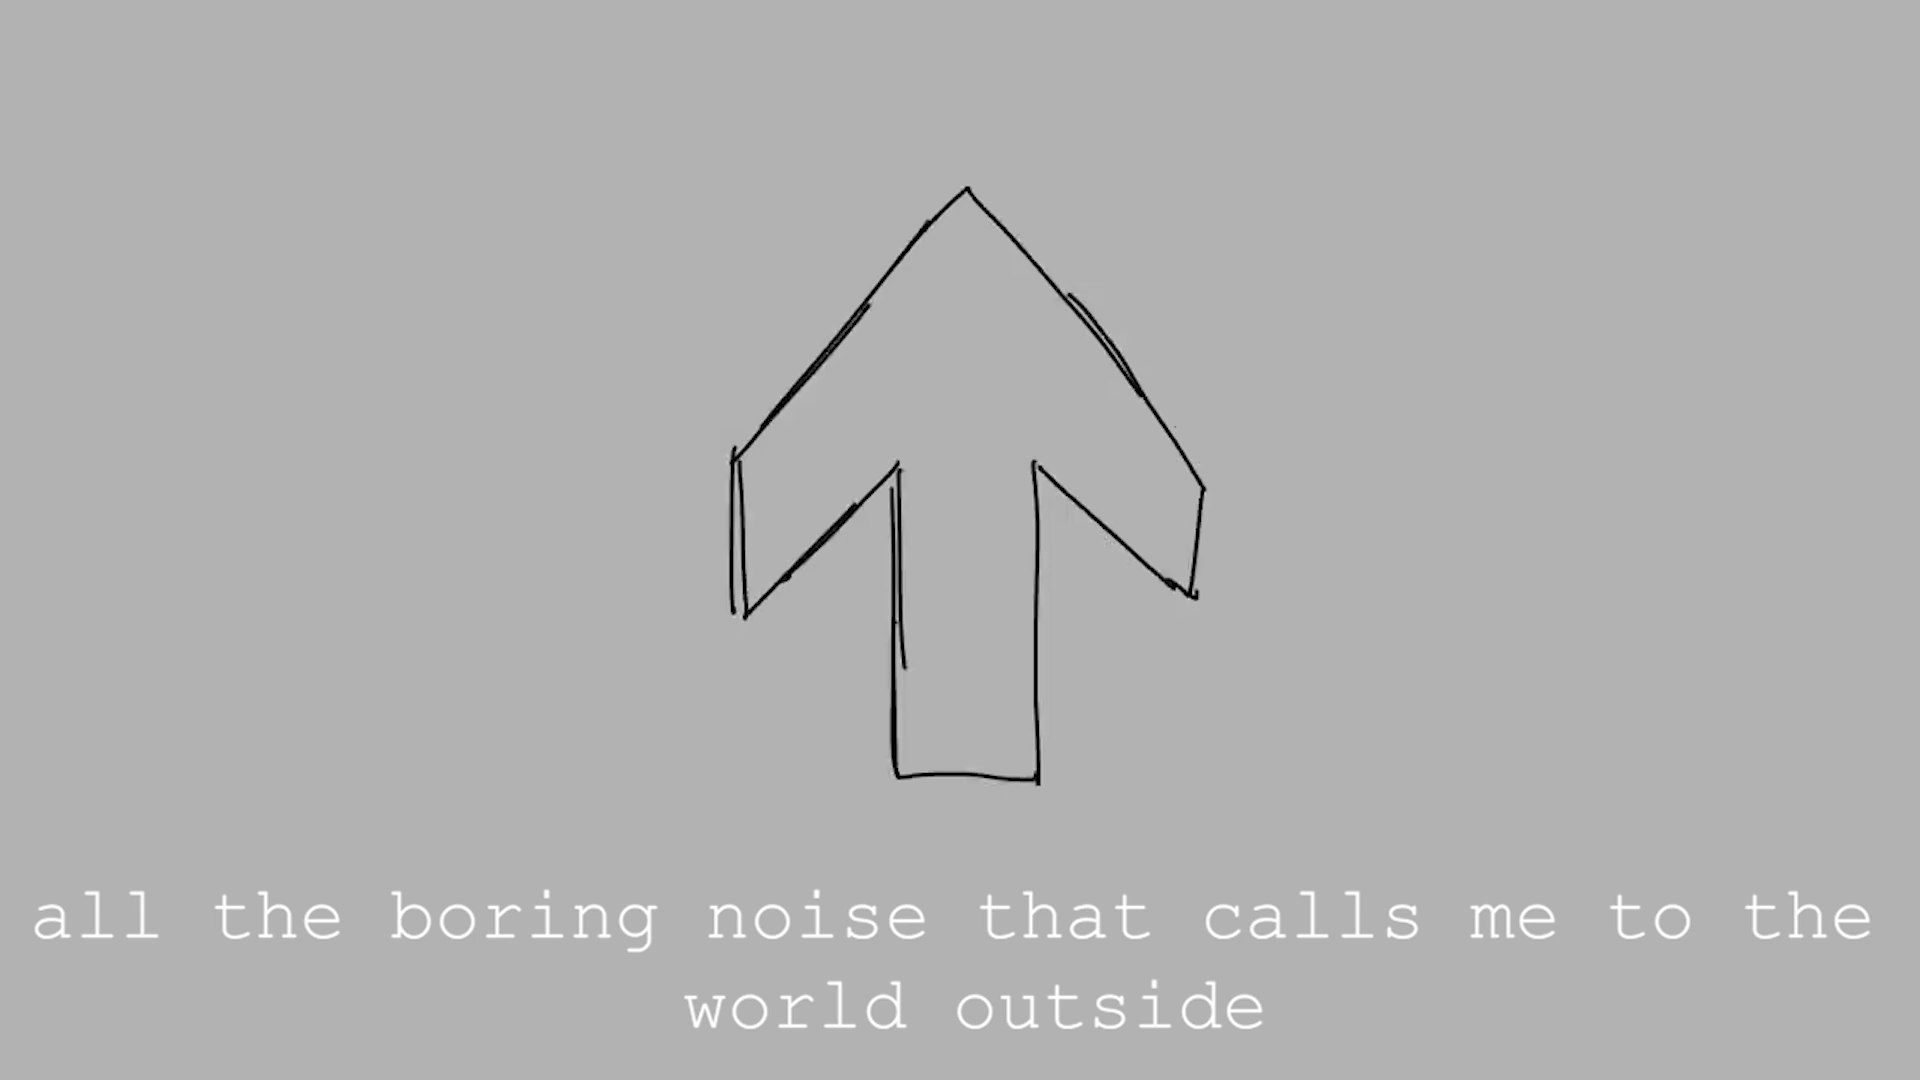 all the boring noise that calls me to the
world outside